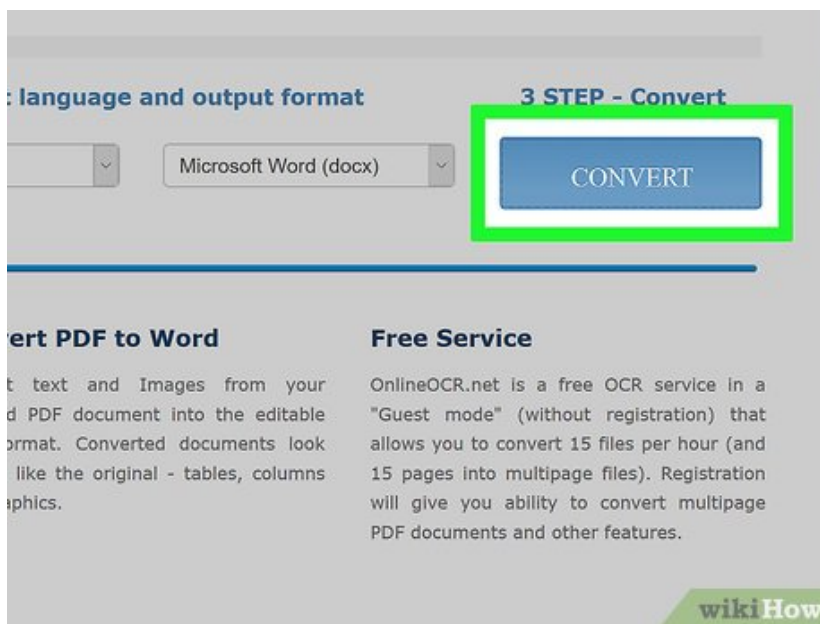 language and output format
3 STEP - Convert
Microsoft Word (docx)
CONVERT
ert PDF to Word
t text and Images from your
d PDF document into the editable
ormat. Converted documents look
like the original - tables, columns
aphics.
Free Service
OnlineOCR.net is a free OCR service in a
"Guest mode" (without registration) that
allows you to convert 15 files per hour (and
15 pages into multipage files). Registration
will give you ability to convert multipage
PDF documents and other features.
wikiHow